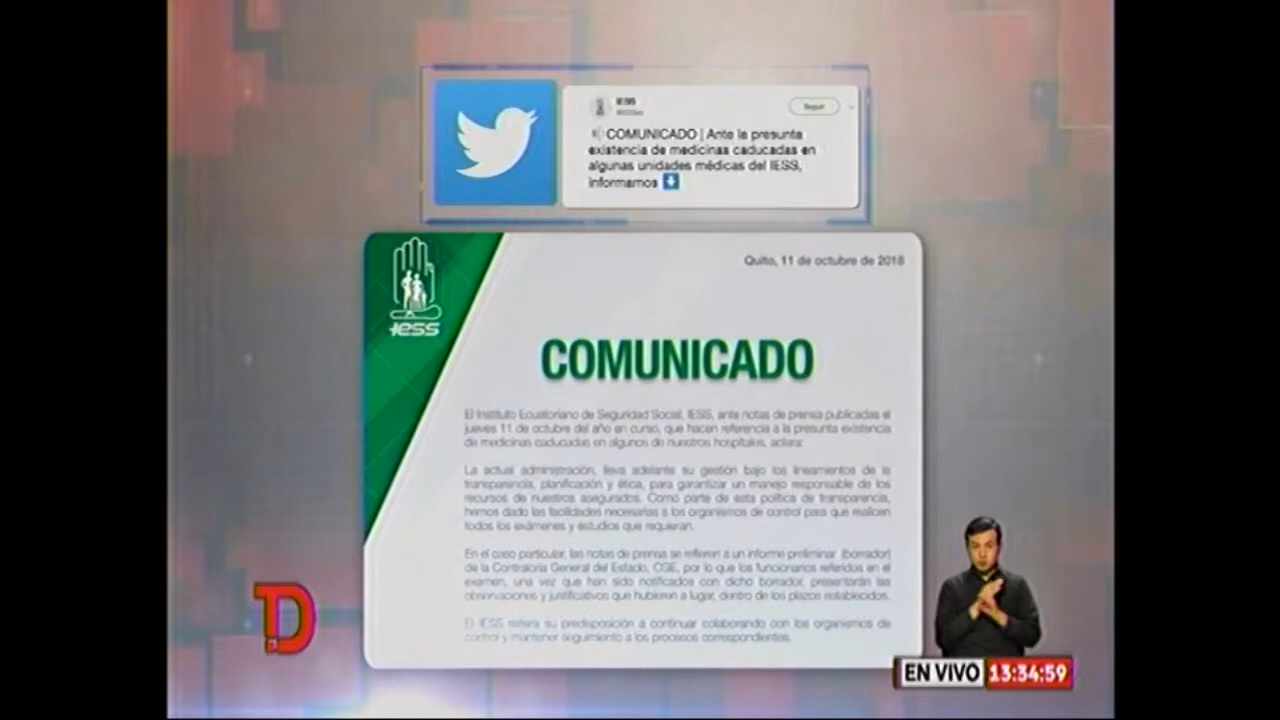 IESS
Seguir
COMUNICADO | Ante la presunta
existencia de medicinas caducadas en
algunas unidades médicas del IESS,
informamos
Quito, 11 de octubre de 2018
IESS
COMUNICADO
El Instituto Ecuatoriano de Seguridad Social, IESS, ante notas de prensa publicadas el
jueves 11 de octubre del año en curso, que hacen referencia a la presunta existencia
de medicinas caducadas en algunos de nuestros hospitales, aclara:
La actual administración, lleva adelante su gestión bajo los lineamientos de la
transparencia, planificación y ética, para garantizar un manejo responsable de los
recursos de nuestros asegurados. Como parte de esta política de transparencia,
hemos dado las facilidades necesarias a los organismos de control para que realicen
todos los exámenes y estudios que requieran.
En el caso particular, las notas de prensa se refieren a un informe preliminar (borrador)
de la Contraloría General del Estado, CGE, por lo que los funcionarios referidos en el
examen, una vez que han sido notificados con dicho borrador, presentarán las
observaciones y justificativos que hubieren a lugar, dentro de los plazos establecidos.
El IESS reitera su predisposición a continuar colaborando con los organismos de
control y mantener seguimiento a los procesos correspondientes.
D
EN VIVO 13:34:59